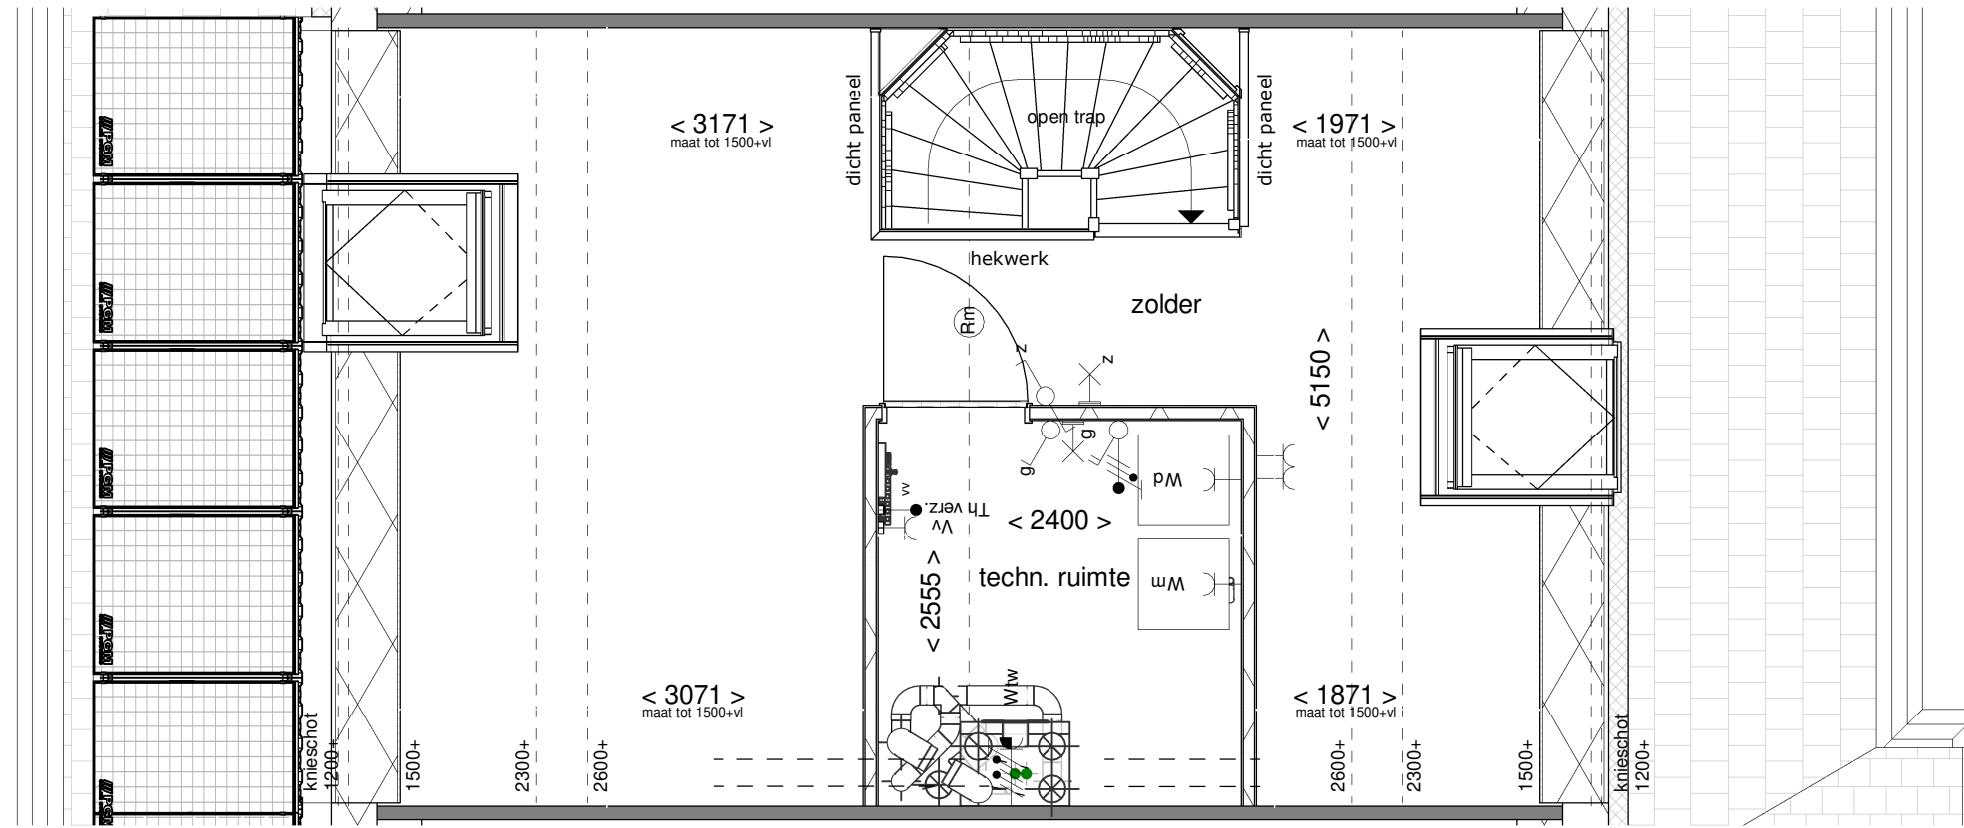 < 3171 >
maat tot 1500+vl
dicht paneel
open trap
dicht paneel
< 1971 >
maat tot 1500+vl
hekwerk
Rm
zolder
z
z
< 5150 >
g
g
Wd
vv
Th verz.
Vv
< 2400 >
< 2555 >
techn. ruimte
Wm
Wtw
< 3071 >
maat tot 1500+vl
< 1871 >
maat tot 1500+vl
knieschot
1200+
1500+
2300+
2600+
2600+
2300+
1500+
knieschot
1200+